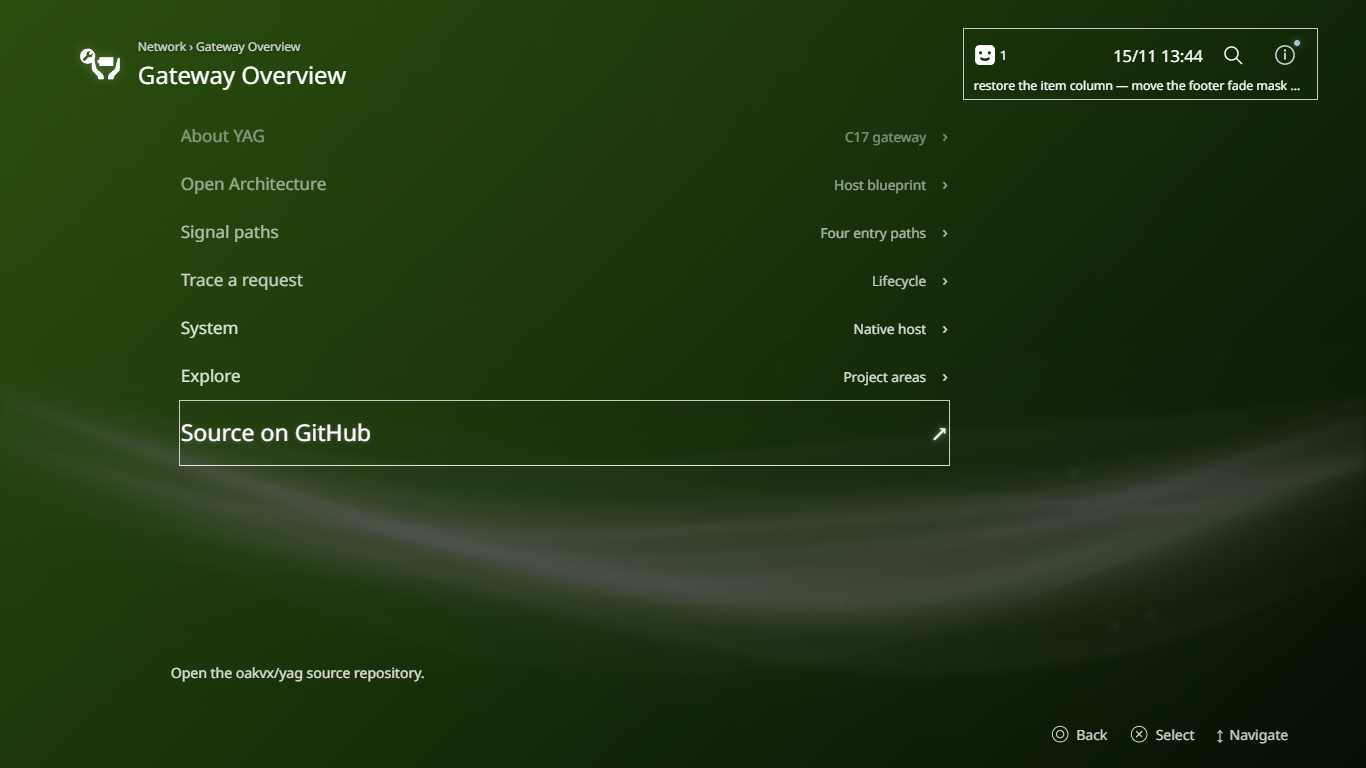 Network › Gateway Overview
Gateway Overview
1 15/11 13:44
restore the item column — move the footer fade mask ...
About YAG C17 gateway ›
Open Architecture Host blueprint ›
Signal paths Four entry paths ›
Trace a request Lifecycle ›
System Native host ›
Explore Project areas ›
Source on GitHub ↗
Open the oakvx/yag source repository.
Back Select ↕ Navigate